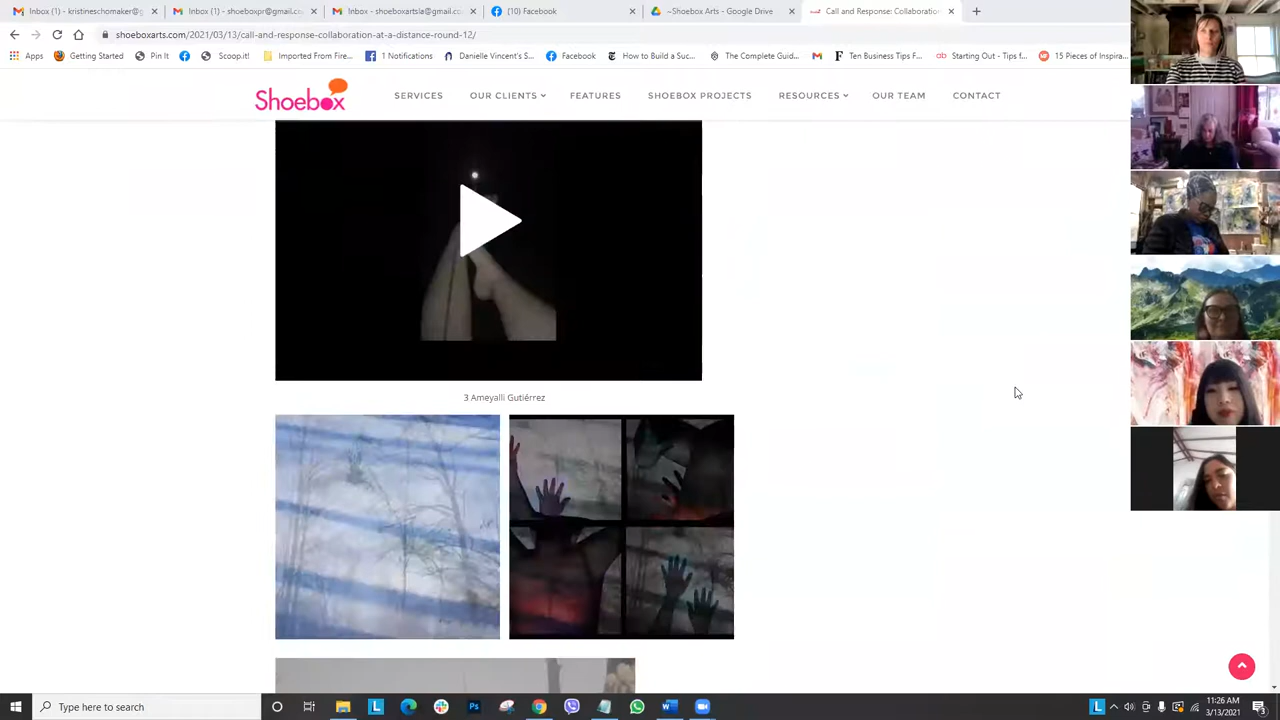 Inbox (1) - kristineschomaker@g
Inbox (1) - shoeboxpr@gmail.co
Inbox - shoeboxartsla@gmail.co
(10) Facebook
~Shoebox Arts - Google Drive
Call and Response: Collaboratio
shoeboxarts.com/2021/03/13/call-and-response-collaboration-at-a-distance-round-12/
Apps
Getting Started
Pin It
Scoop.it!
Imported From Fire...
1 Notifications
Danielle Vincent's S...
Facebook
How to Build a Suc...
The Complete Guid...
Ten Business Tips F...
Starting Out - Tips f...
15 Pieces of Inspira...
Shoebox
SERVICES
OUR CLIENTS
FEATURES
SHOEBOX PROJECTS
RESOURCES
OUR TEAM
CONTACT
3 Ameyalli Gutiérrez
Type here to search
11:26 AM
3/13/2021